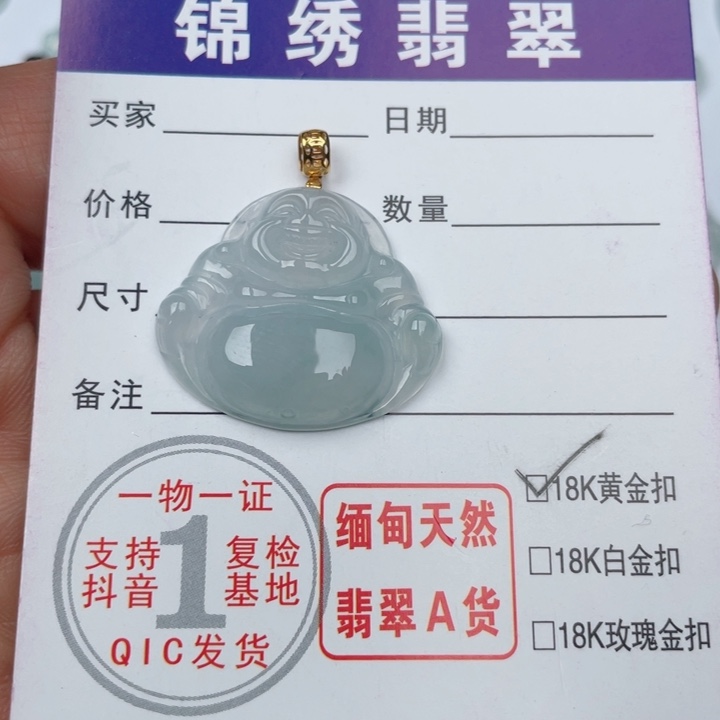 锦绣翡翠
买家 日期
价格 数量
尺寸
备注
一物一证
支持 1 复检
抖音 基地
QIC发货
缅甸天然
翡翠A货
18K黄金扣
18K白金扣
18K玫瑰金扣